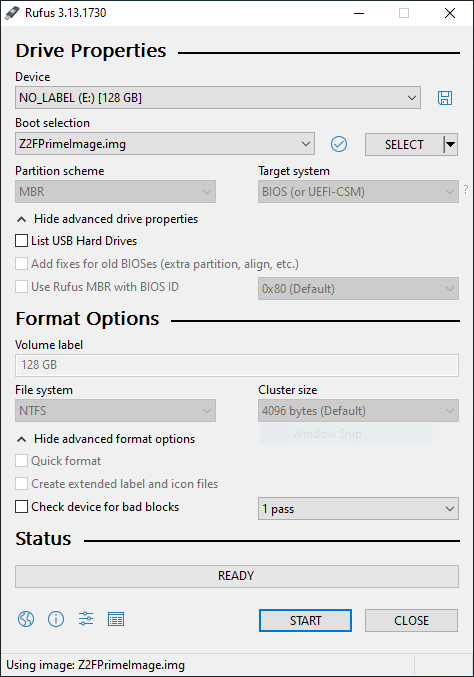 Rufus 3.13.1730
Drive Properties
Device
NO_LABEL (E:) [128 GB]
Boot selection
Z2FPrimeImage.img
SELECT
Partition scheme
Target system
MBR
BIOS (or UEFI-CSM)
?
Hide advanced drive properties
List USB Hard Drives
Add fixes for old BIOSes (extra partition, align, etc.)
Use Rufus MBR with BIOS ID
0x80 (Default)
Format Options
Volume label
128 GB
File system
Cluster size
NTFS
4096 bytes (Default)
Window Snip
Hide advanced format options
Quick format
Create extended label and icon files
Check device for bad blocks
1 pass
Status
READY
START
CLOSE
Using image: Z2FPrimeImage.img